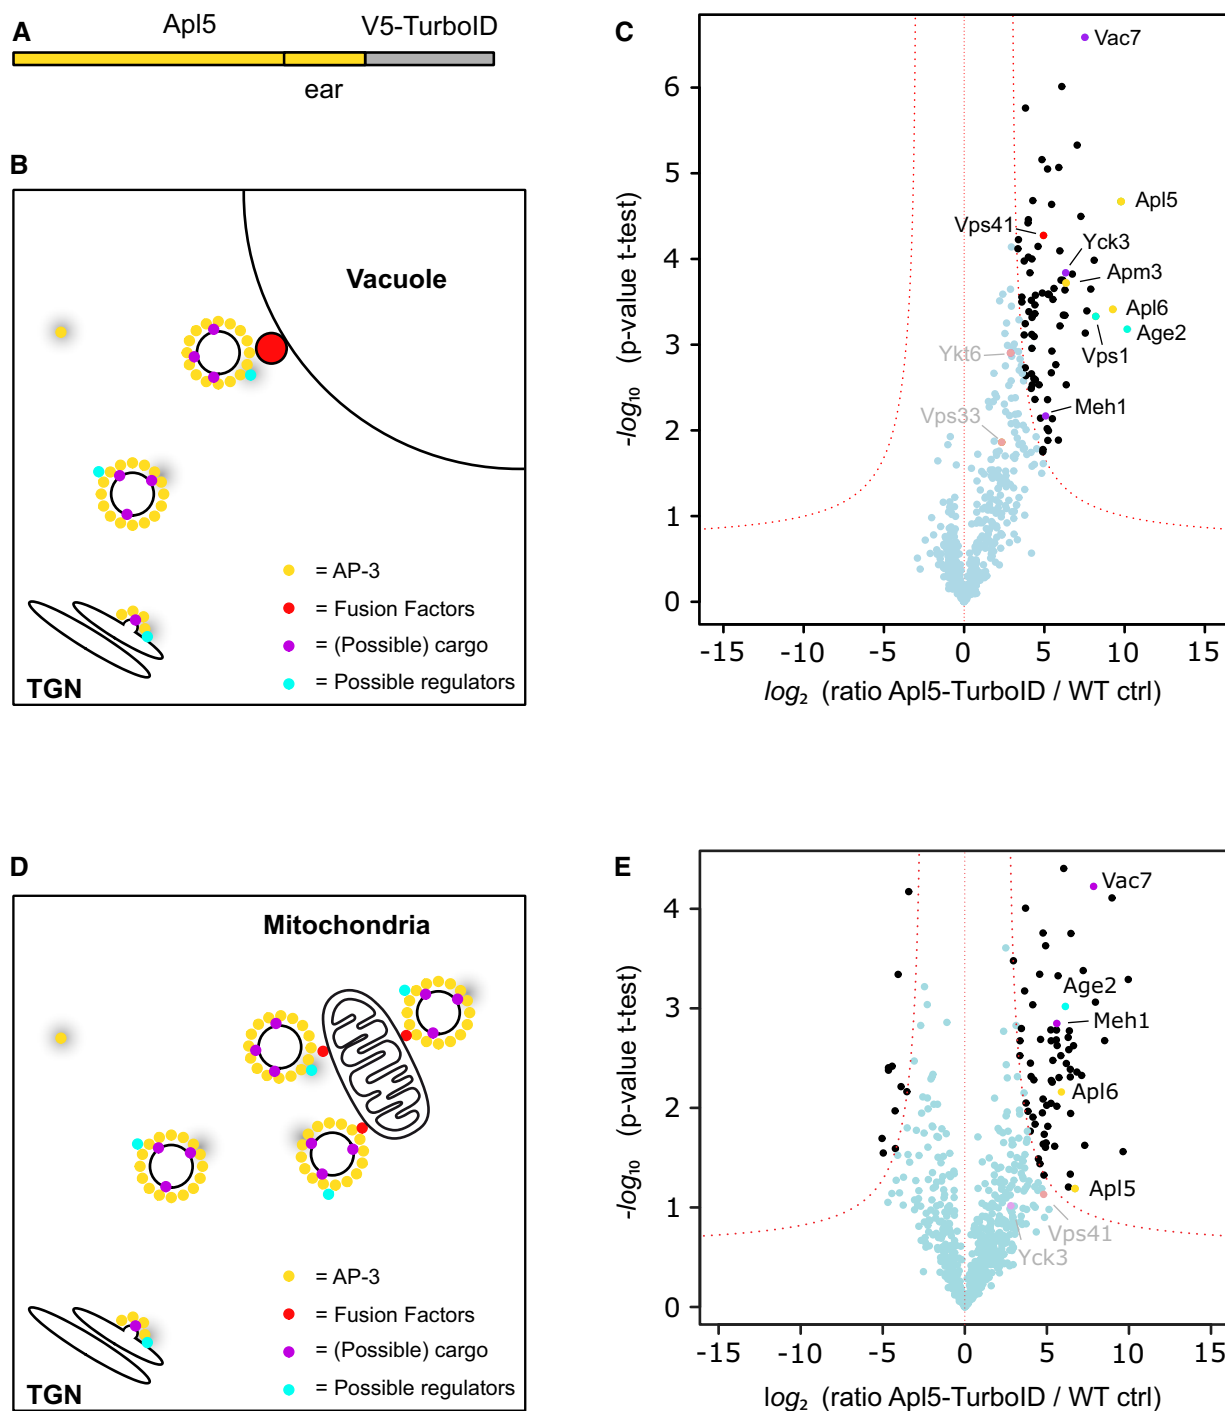 A
Apl5
V5-TurboID
ear
B
Vacuole
TGN
= AP-3
= Fusion Factors
= (Possible) cargo
= Possible regulators
C
-log₁₀ (p-value t-test)
6
5
4
3
2
1
0
-15
-10
-5
0
5
10
15
log₂ (ratio Apl5-TurboID / WT ctrl)
Vac7
Apl5
Vps41
Yck3
Apm3
Apl6
Age2
Vps1
Ykt6
Vps33
Meh1
D
Mitochondria
TGN
= AP-3
= Fusion Factors
= (Possible) cargo
= Possible regulators
E
-log₁₀ (p-value t-test)
4
3
2
1
0
-15
-10
-5
0
5
10
15
log₂ (ratio Apl5-TurboID / WT ctrl)
Vac7
Age2
Meh1
Apl6
Apl5
Vps41
Yck3